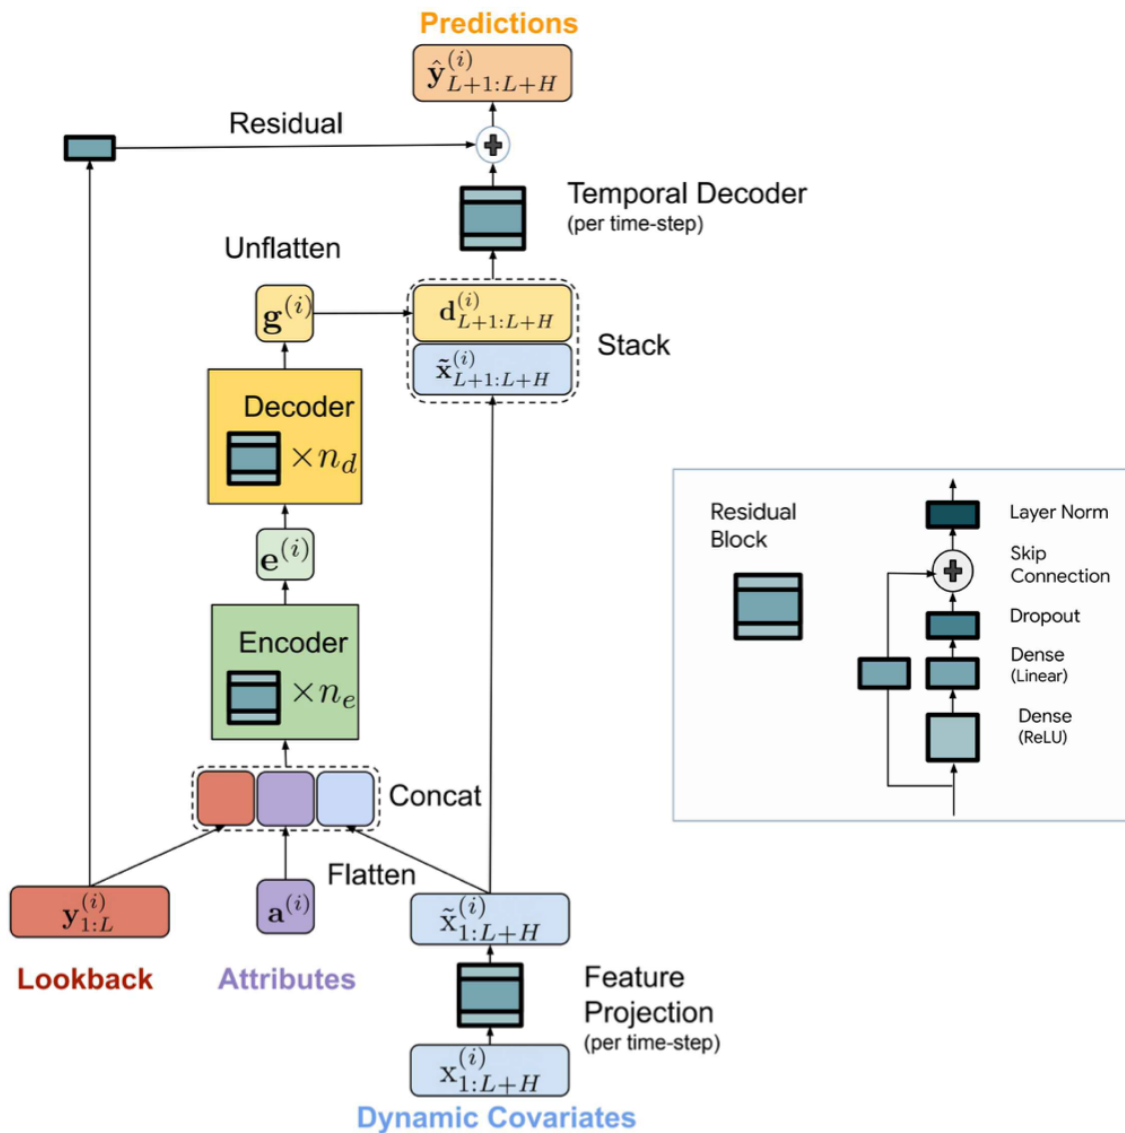 Predictions
ŷ^{(i)}_{L+1:L+H}
Residual
Temporal Decoder
(per time-step)
Unflatten
g^{(i)}
d^{(i)}_{L+1:L+H}
x̃^{(i)}_{L+1:L+H}
Stack
Decoder
×n_d
e^{(i)}
Encoder
×n_e
Concat
Flatten
y^{(i)}_{1:L}
a^{(i)}
x̃^{(i)}_{1:L+H}
Lookback
Attributes
Feature
Projection
(per time-step)
x^{(i)}_{1:L+H}
Dynamic Covariates
Residual
Block
Layer Norm
Skip
Connection
Dropout
Dense
(Linear)
Dense
(ReLU)